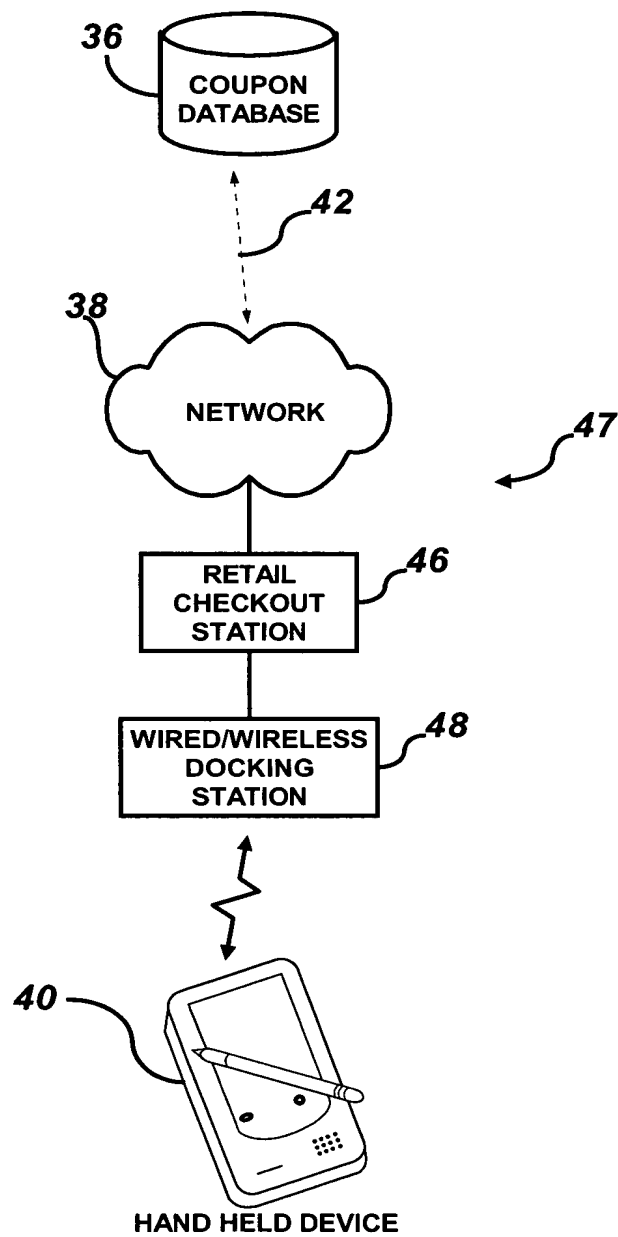 36
COUPON
DATABASE
42
38
NETWORK
47
46
RETAIL
CHECKOUT
STATION
48
WIRED/WIRELESS
DOCKING
STATION
40
HAND HELD DEVICE